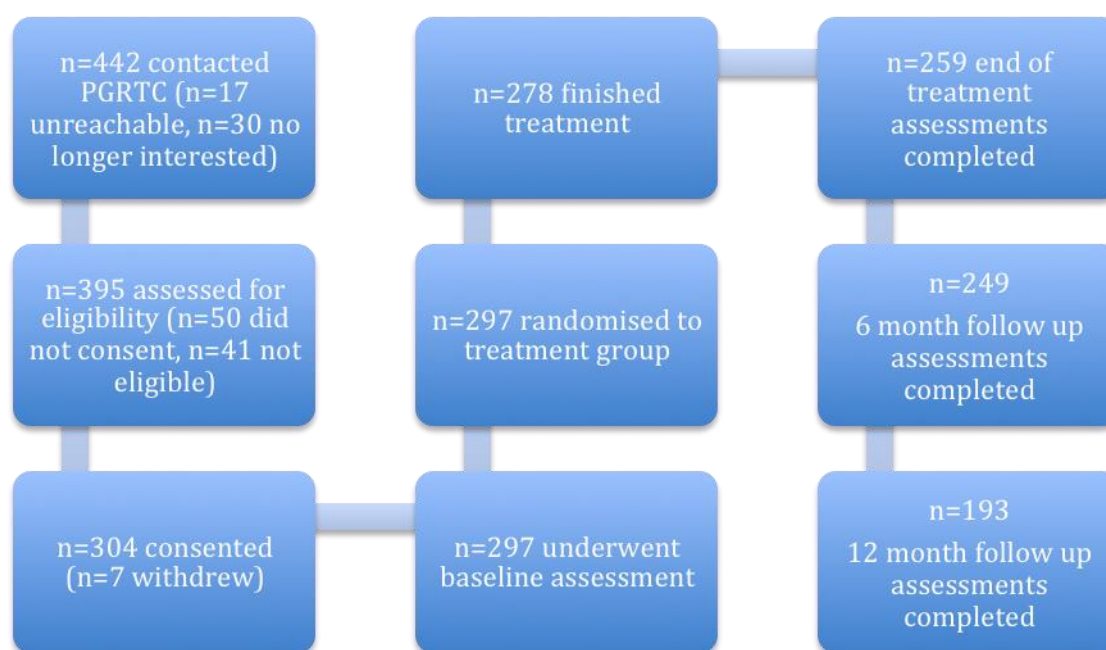 n=442 contacted
PGRTC (n=17
unreachable, n=30 no
longer interested)
n=395 assessed for
eligibility (n=50 did
not consent, n=41 not
eligible)
n=304 consented
(n=7 withdrew)
n=297 underwent
baseline assessment
n=297 randomised to
treatment group
n=278 finished
treatment
n=259 end of
treatment
assessments
completed
n=249
6 month follow up
assessments
completed
n=193
12 month follow up
assessments
completed